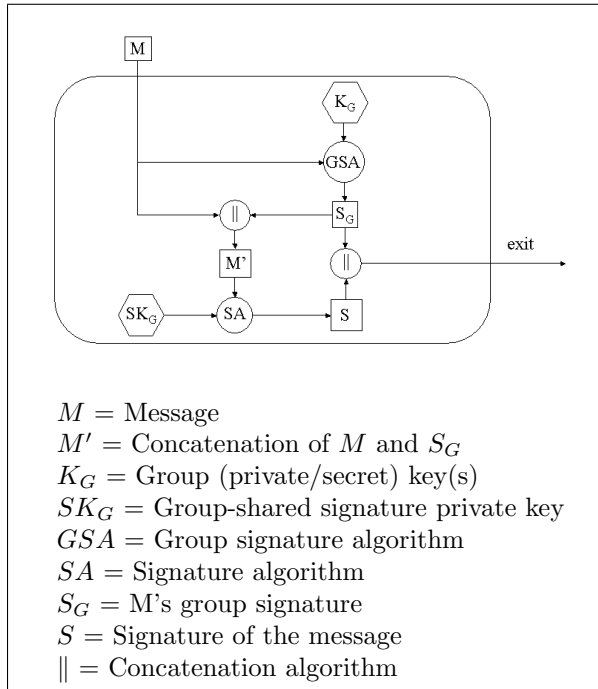 M
K_G
GSA
|| S_G
exit
M' ||
SK_G SA S
M = Message
M′ = Concatenation of M and S_G
K_G = Group (private/secret) key(s)
SK_G = Group-shared signature private key
GSA = Group signature algorithm
SA = Signature algorithm
S_G = M's group signature
S = Signature of the message
∥ = Concatenation algorithm